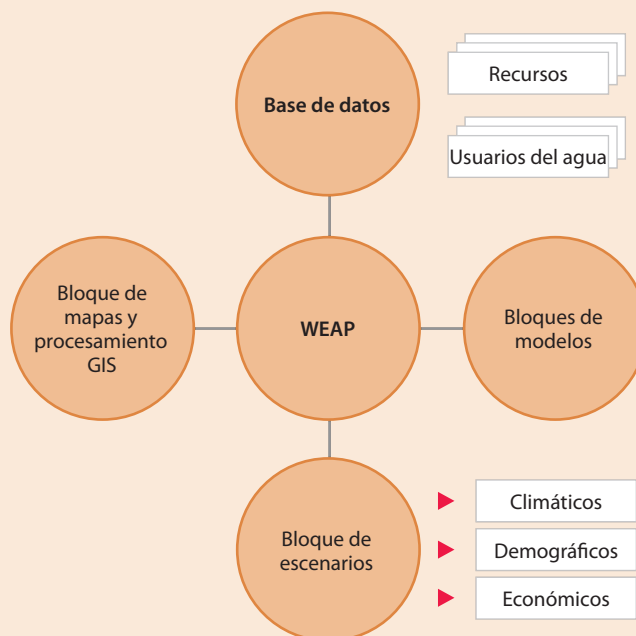 Base de datos
Recursos
Usuarios del agua
Bloque de
mapas y
procesamiento
GIS
WEAP
Bloques de
modelos
Bloque de
escenarios
Climáticos
Demográficos
Económicos